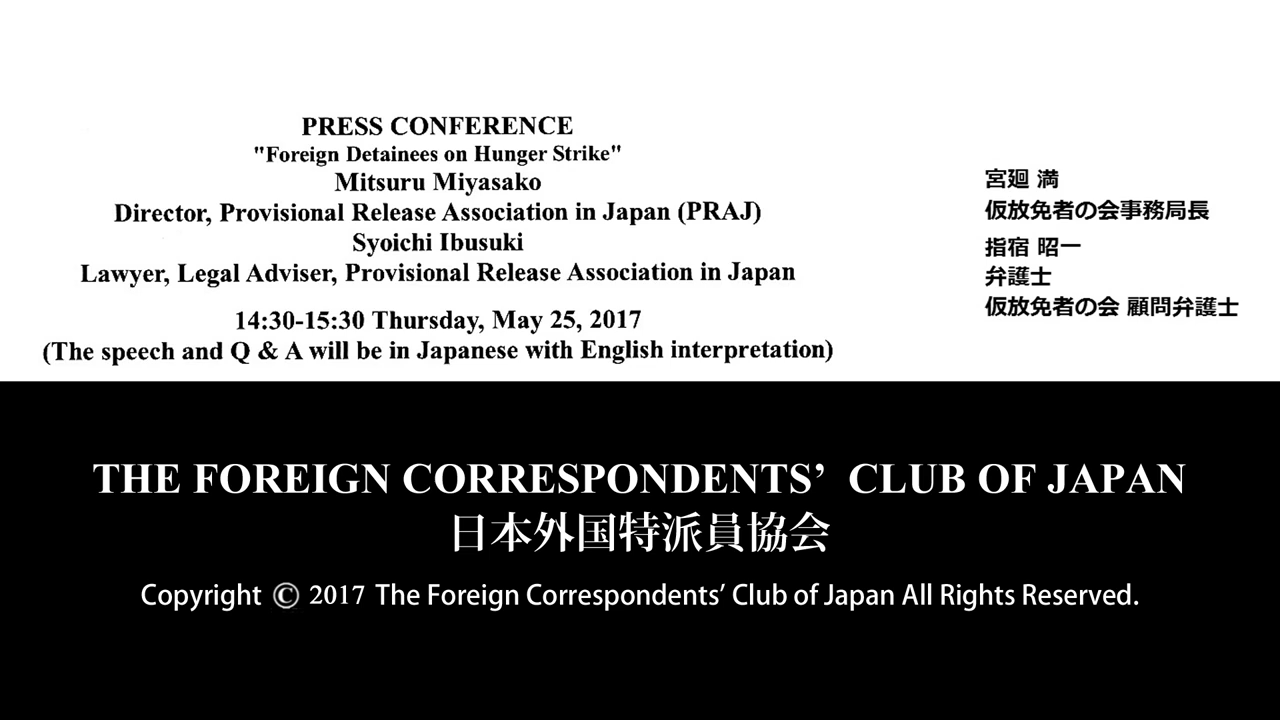 PRESS CONFERENCE
"Foreign Detainees on Hunger Strike"
Mitsuru Miyasako
Director, Provisional Release Association in Japan (PRAJ)
Syoichi Ibusuki
Lawyer, Legal Adviser, Provisional Release Association in Japan
14:30-15:30 Thursday, May 25, 2017
(The speech and Q & A will be in Japanese with English interpretation)
宮廻 満
仮放免者の会事務局長
指宿 昭一
弁護士
仮放免者の会 顧問弁護士
THE FOREIGN CORRESPONDENTS’ CLUB OF JAPAN
日本外国特派員協会
Copyright © 2017 The Foreign Correspondents’ Club of Japan All Rights Reserved.